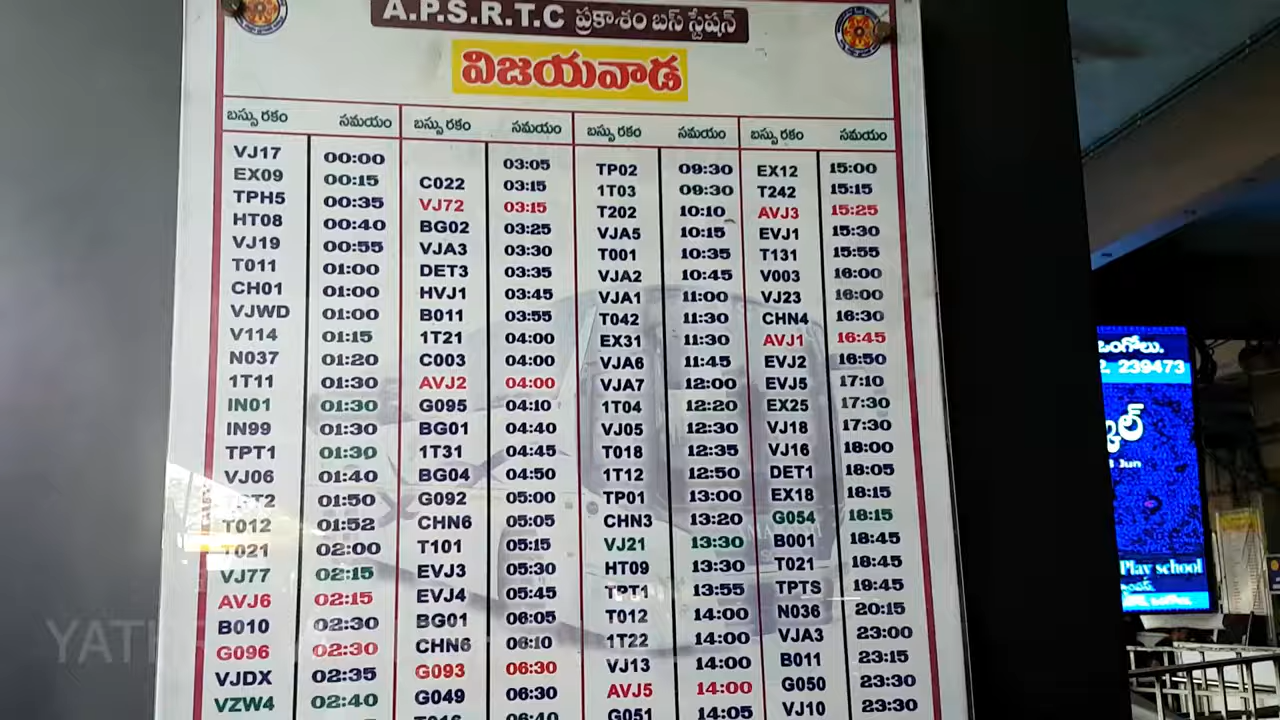 A.P.S.R.T.C ప్రకాశం బస్ స్టేషన్
విజయవాడ
బస్సు రకం సమయం బస్సు రకం సమయం బస్సు రకం సమయం బస్సు రకం సమయం
VJ17 00:00
EX09 00:15
TPH5 00:35
HT08 00:40
VJ19 00:55
T011 01:00
CH01 01:00
VJWD 01:00
V114 01:15
N037 01:20
1T11 01:30
IN01 01:30
IN99 01:30
TPT1 01:30
VJ06 01:40
01:50
T012 01:52
T021 02:00
VJ77 02:15
AVJ6 02:15
B010 02:30
G096 02:30
VJDX 02:35
VZW4 02:40
03:05
C022 03:15
VJ72 03:15
BG02 03:25
VJA3 03:30
DET3 03:35
HVJ1 03:45
B011 03:55
1T21 04:00
C003 04:00
AVJ2 04:00
G095 04:10
BG01 04:40
1T31 04:45
BG04 04:50
G092 05:00
CHN6 05:05
T101 05:15
EVJ3 05:30
EVJ4 05:45
BG01 06:05
CHN6 06:10
G093 06:30
G049 06:30
T016 06:40
TP02 09:30
1T03 09:30
T202 10:10
VJA5 10:15
T001 10:35
VJA2 10:45
VJA1 11:00
T042 11:30
EX31 11:30
VJA6 11:45
VJA7 12:00
1T04 12:20
VJ05 12:30
T018 12:35
1T12 12:50
TP01 13:00
CHN3 13:20
VJ21 13:30
HT09 13:30
TPT1 13:55
T012 14:00
1T22 14:00
VJ13 14:00
AVJ5 14:00
G051 14:05
EX12 15:00
T242 15:15
AVJ3 15:25
EVJ1 15:30
T131 15:55
V003 16:00
VJ23 16:00
CHN4 16:30
AVJ1 16:45
EVJ2 16:50
EVJ5 17:10
EX25 17:30
VJ18 17:30
VJ16 18:00
DET1 18:05
EX18 18:15
G054 18:15
B001 18:45
T021 18:45
TPTS 19:45
N036 20:15
VJA3 23:00
B011 23:15
G050 23:30
VJ10 23:30
ఒంగోలు.
239473
Jun
Play school